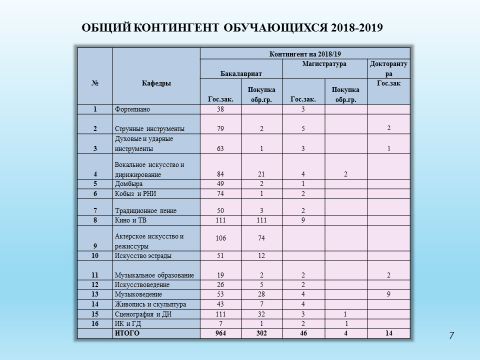 ОБЩИЙ КОНТИНГЕНТ ОБУЧАЮЩИХСЯ 2018-2019
№ Кафедры Контингент на 2018/19
Бакалавриат Магистратура Докторанту
ра
Гос.зак. Покупка
обр.гр. Гос.зак. Покупка
обр.гр. Гос.зак
1 Фортепиано 38 3
2 Струнные инструменты 79 2 5 2
3 Духовые и ударные
инструменты 63 1 3 1
4 Вокальное искусство и
дирижирование 84 21 4 2
5 Домбыра 49 2 1
6 Кобыз и РНИ 74 1 2
7 Традиционное пение 50 3 2
8 Кино и ТВ 111 111 9
9 Актерское искусство и
режиссуры 106 74
10 Искусство эстрады 51 12
11 Музыкальное образование 19 2 2 2
12 Искусствоведение 26 5 2
13 Музыковедение 53 28 4 9
14 Живопись и скульптура 43 7 4
15 Сценография и ДИ 111 32 3 1
16 ИК и ГД 7 1 2 1
ИТОГО 964 302 46 4 14
7